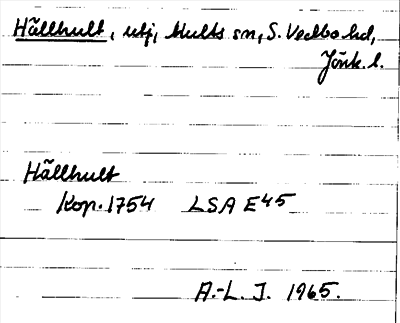 Hällhult, utj, Hults sn, S. Vedbo hd,
Jönk. l.
Hällhult
Kop. 1754 LSA E45
A.-L. J. 1965.